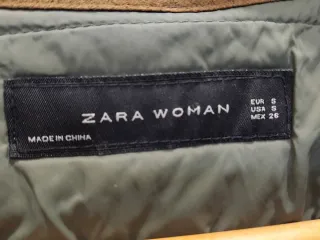 ZARA WOMAN
EUR S
USA S
MEX 26
MADE IN CHINA